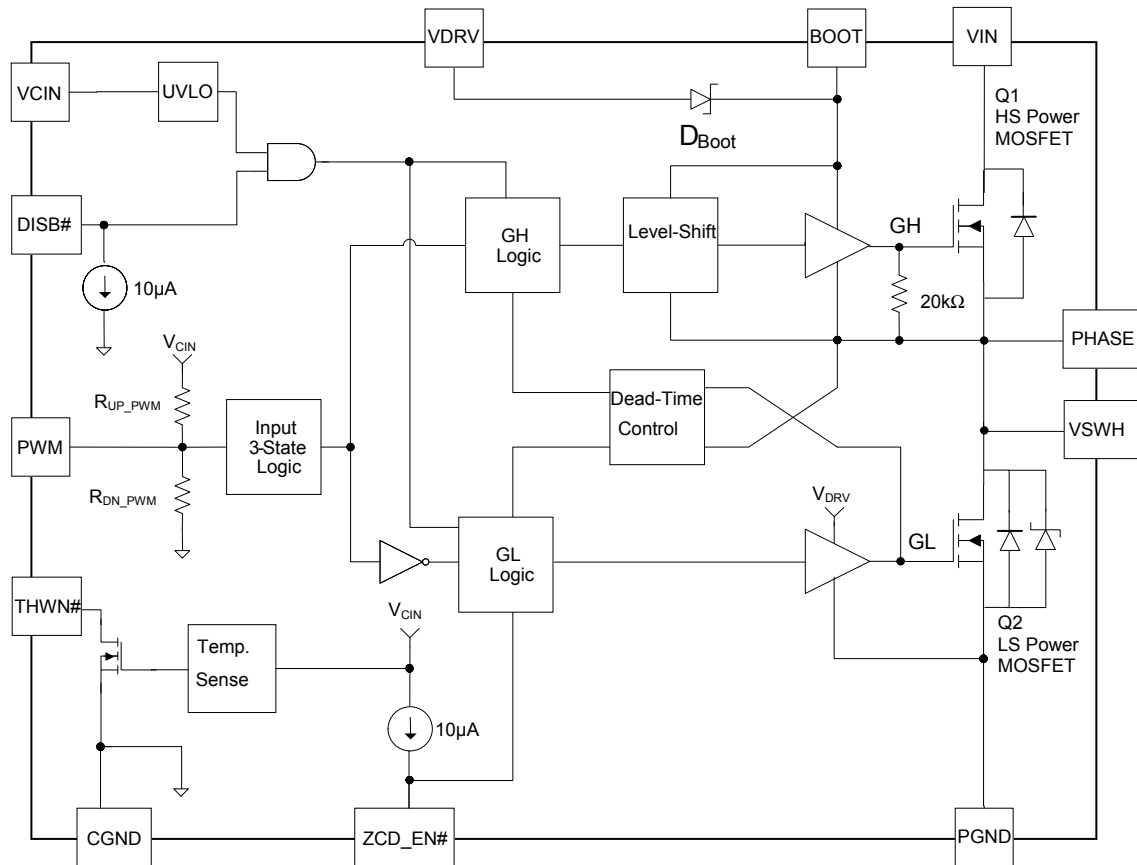 VDRV
BOOT
VIN
VCIN
UVLO
DBoot
Q1
HS Power
MOSFET
DISB#
10µA
GH
Logic
Level-Shift
GH
20kΩ
VCIN
RUP_PWM
PHASE
PWM
Input
3-State
Logic
Dead-Time
Control
VSWH
RDN_PWM
VDRV
GL
Logic
GL
THWN#
VCIN
Temp.
Sense
Q2
LS Power
MOSFET
10µA
CGND
ZCD_EN#
PGND